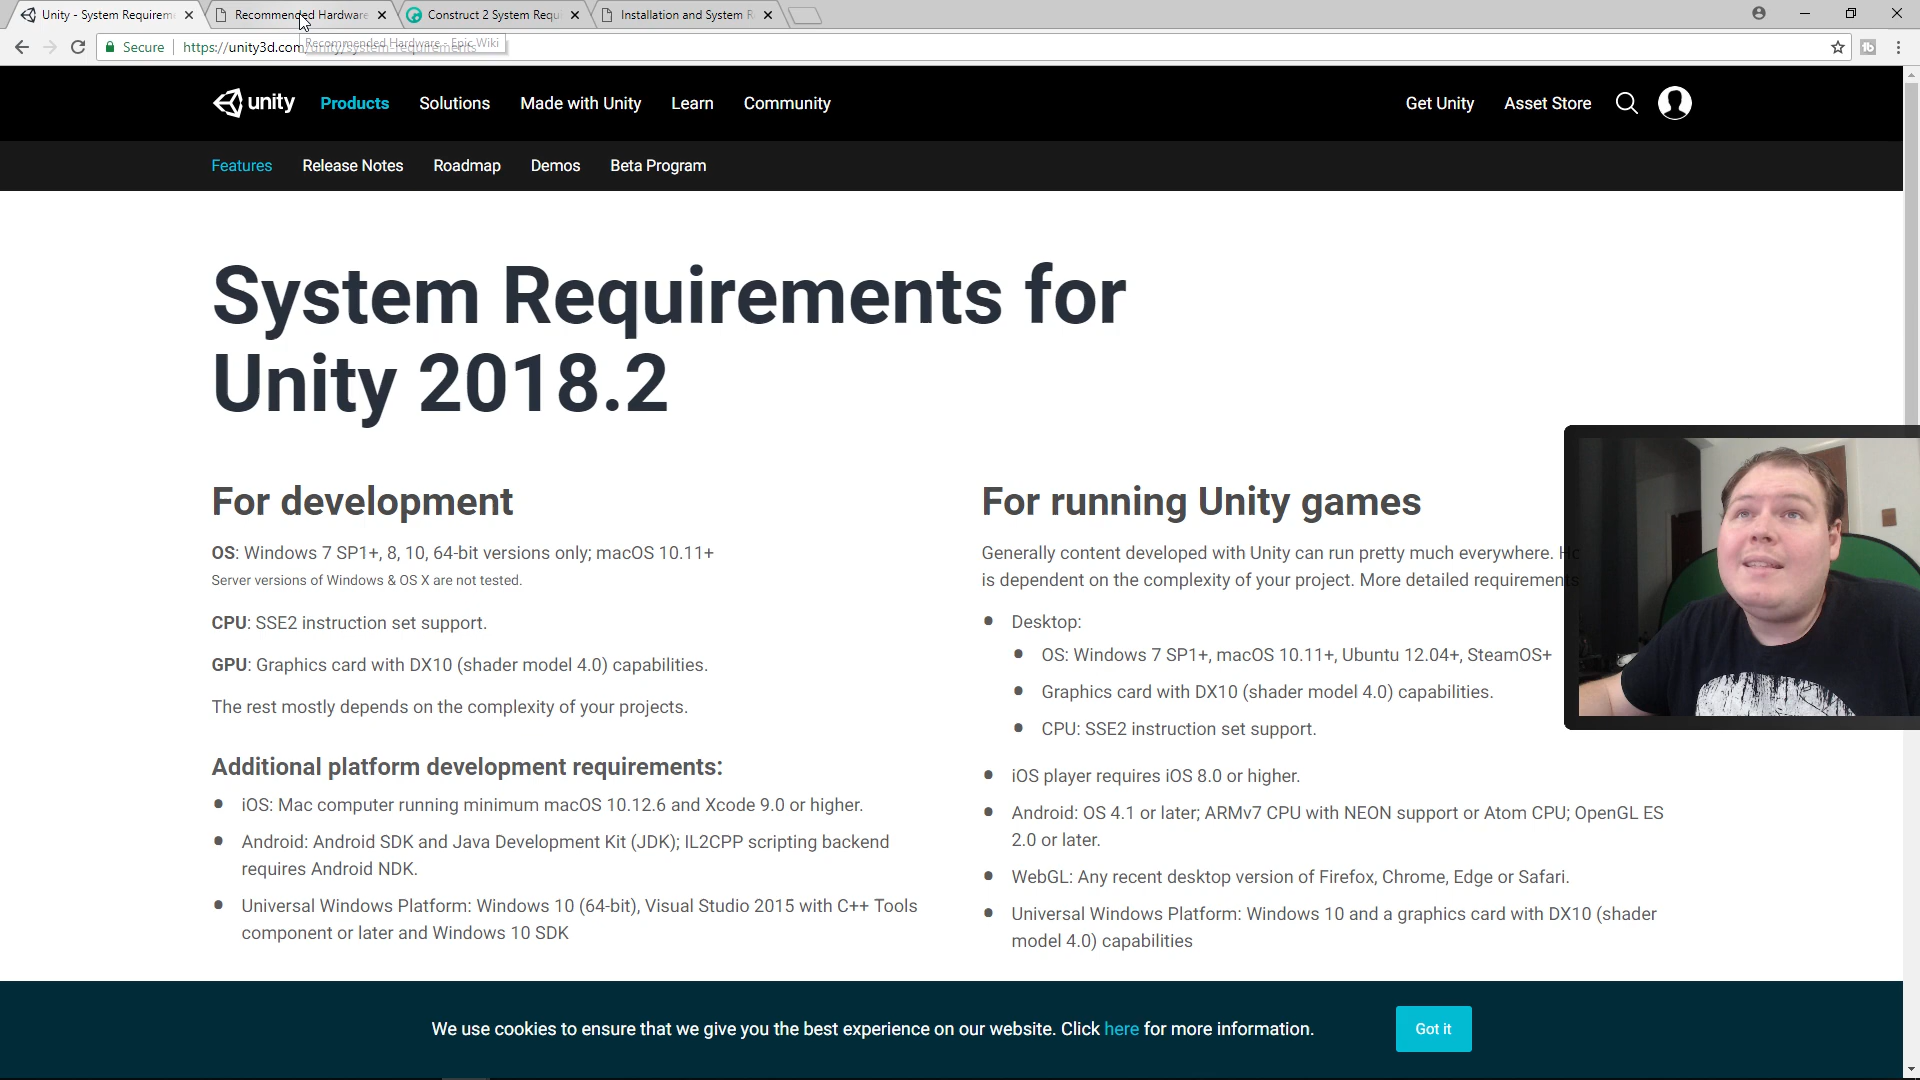 Unity - System Requirem
Recommended Hardware
Construct 2 System Requ
Installation and System R
Secure
https://unity3d.com/unity/system-requirements
Recommended Hardware - Epic Wiki
unity
Products
Solutions
Made with Unity
Learn
Community
Get Unity
Asset Store
Features
Release Notes
Roadmap
Demos
Beta Program
System Requirements for
Unity 2018.2
For development
OS: Windows 7 SP1+, 8, 10, 64-bit versions only; macOS 10.11+
Server versions of Windows & OS X are not tested.
CPU: SSE2 instruction set support.
GPU: Graphics card with DX10 (shader model 4.0) capabilities.
The rest mostly depends on the complexity of your projects.
Additional platform development requirements:
iOS: Mac computer running minimum macOS 10.12.6 and Xcode 9.0 or higher.
Android: Android SDK and Java Development Kit (JDK); IL2CPP scripting backend
requires Android NDK.
Universal Windows Platform: Windows 10 (64-bit), Visual Studio 2015 with C++ Tools
component or later and Windows 10 SDK
For running Unity games
Generally content developed with Unity can run pretty much everywhere.
is dependent on the complexity of your project. More detailed requirements
Desktop:
OS: Windows 7 SP1+, macOS 10.11+, Ubuntu 12.04+, SteamOS+
Graphics card with DX10 (shader model 4.0) capabilities.
CPU: SSE2 instruction set support.
iOS player requires iOS 8.0 or higher.
Android: OS 4.1 or later; ARMv7 CPU with NEON support or Atom CPU; OpenGL ES
2.0 or later.
WebGL: Any recent desktop version of Firefox, Chrome, Edge or Safari.
Universal Windows Platform: Windows 10 and a graphics card with DX10 (shader
model 4.0) capabilities
We use cookies to ensure that we give you the best experience on our website. Click here for more information.
Got it